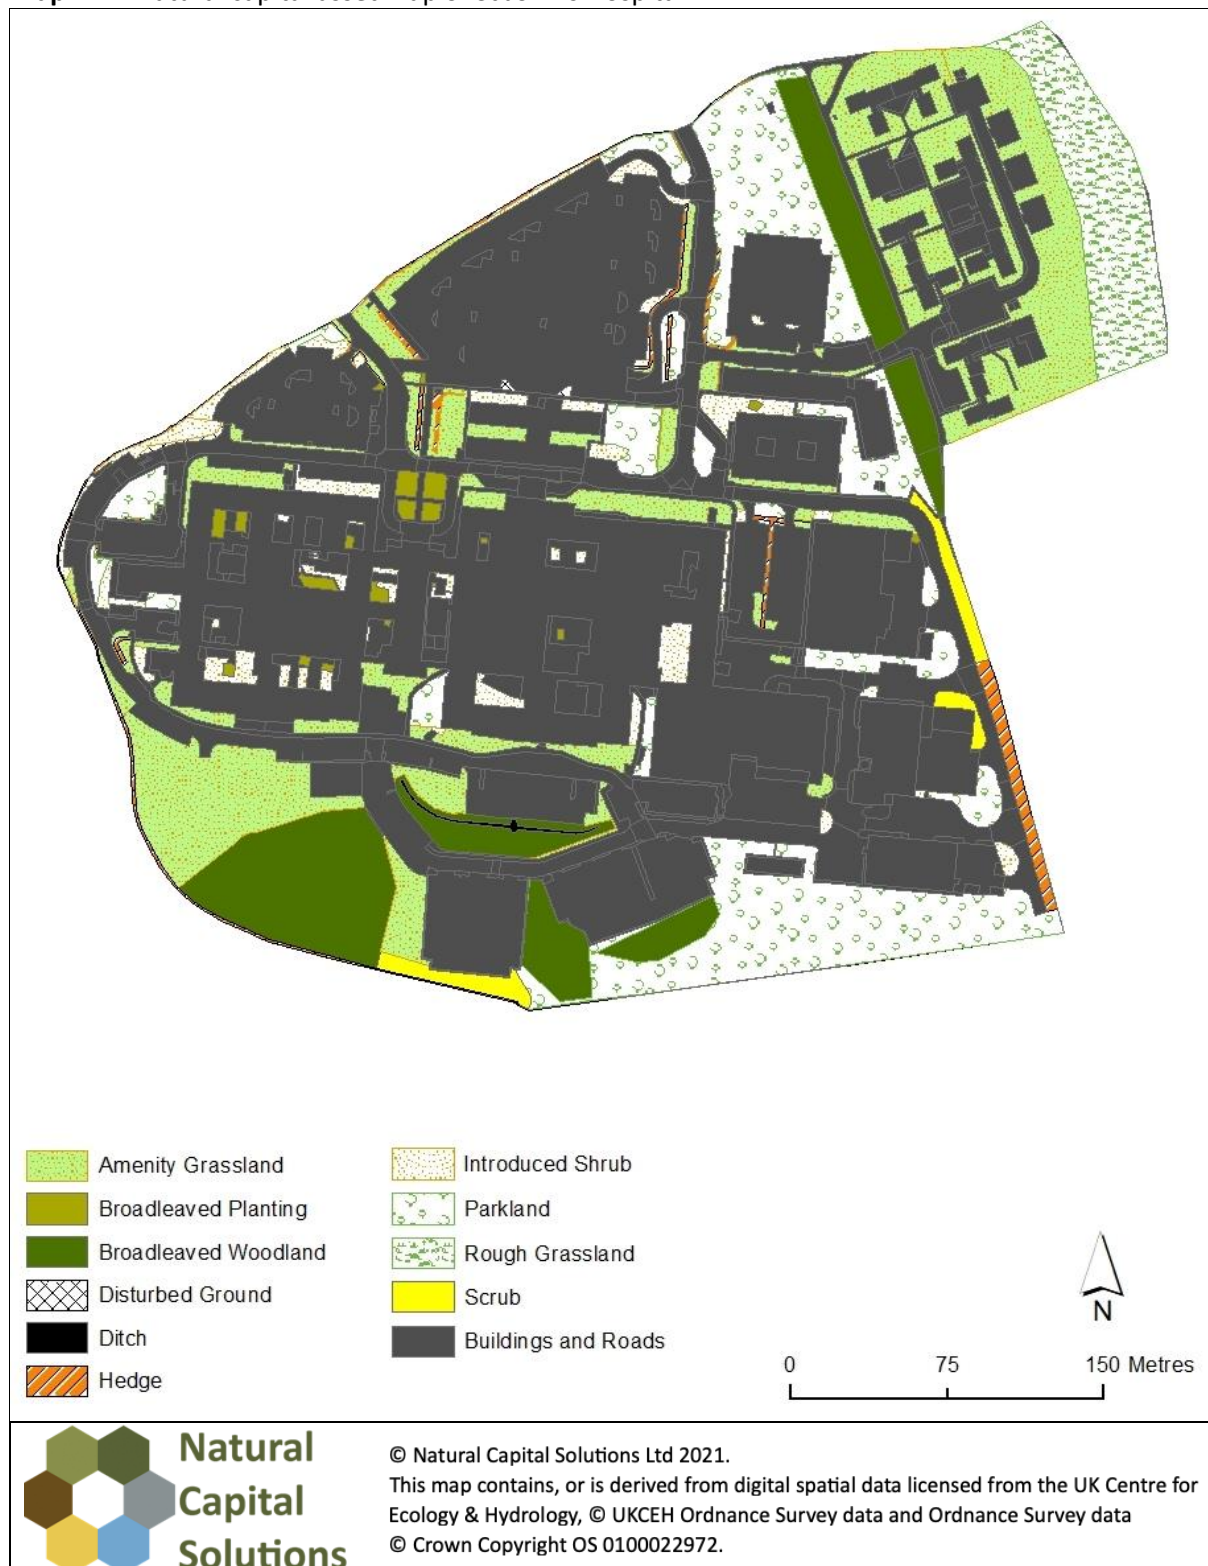 Amenity Grassland
Broadleaved Planting
Broadleaved Woodland
Disturbed Ground
Ditch
Hedge
Introduced Shrub
Parkland
Rough Grassland
Scrub
Buildings and Roads
N
0 75 150 Metres
Natural
Capital
Solutions
© Natural Capital Solutions Ltd 2021.
This map contains, or is derived from digital spatial data licensed from the UK Centre for
Ecology & Hydrology, © UKCEH Ordnance Survey data and Ordnance Survey data
© Crown Copyright OS 0100022972.